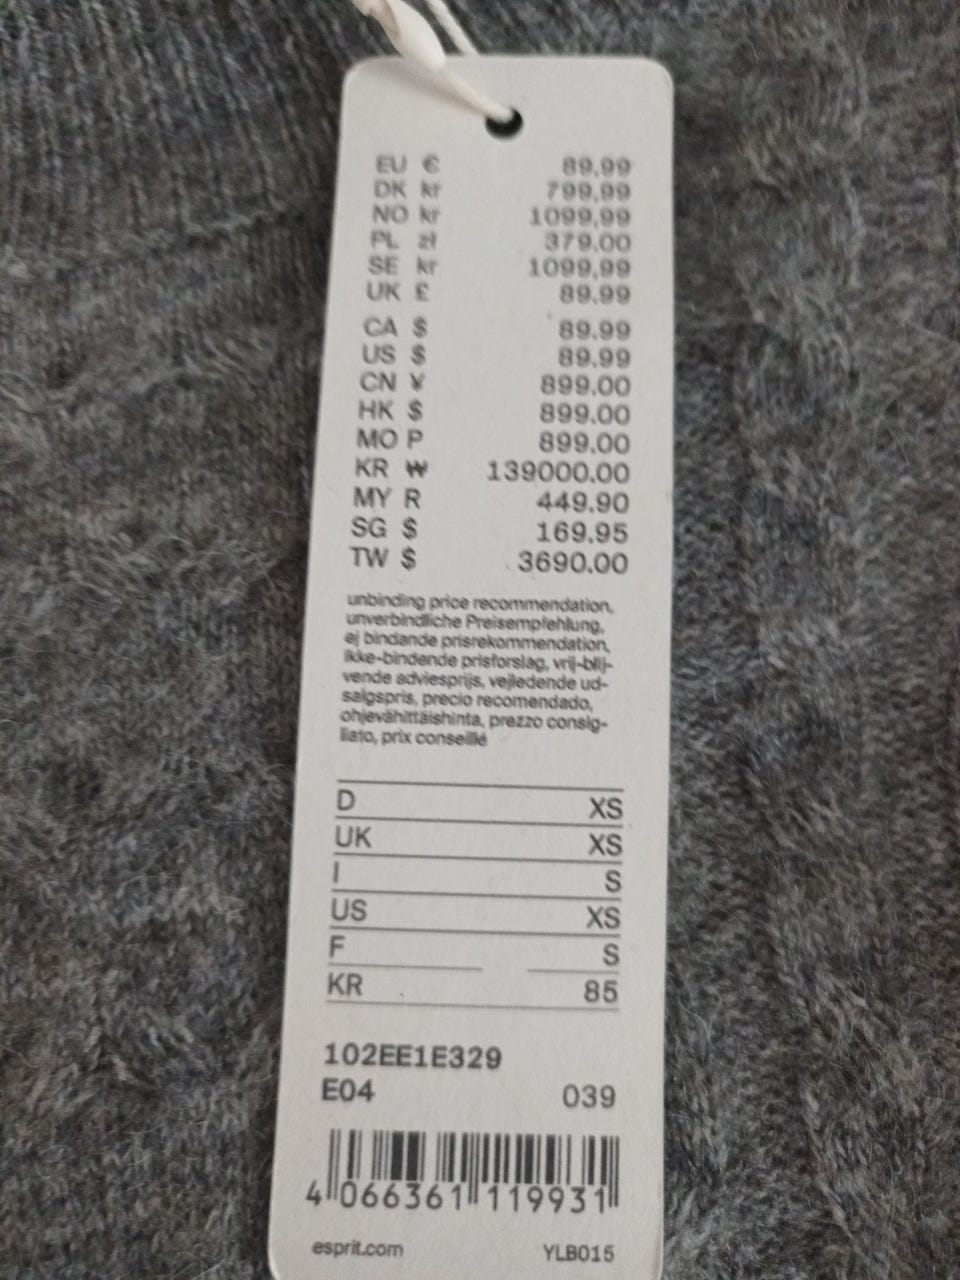 EU € 89,99
DK kr 799,99
NO kr 1099,99
PL zł 379.00
SE kr 1099,99
UK £ 89.99
CA $ 89.99
US $ 89.99
CN ¥ 899.00
HK $ 899.00
MO P 899.00
KR ₩ 139000.00
MY R 449.90
SG $ 169.95
TW $ 3690.00
unbinding price recommendation,
unverbindliche Preisempfehlung,
ej bindande prisrekommendation,
ikke-bindende prisforslag, vrij-blij-
vende adviesprijs, vejledende ud-
salgspris, precio recomendado,
ohjevähittäishinta, prezzo consig-
liato, prix conseillé
D XS
UK XS
I S
US XS
F S
KR 85
102EE1E329
E04 039
4 066361 119931
esprit.com YLB015